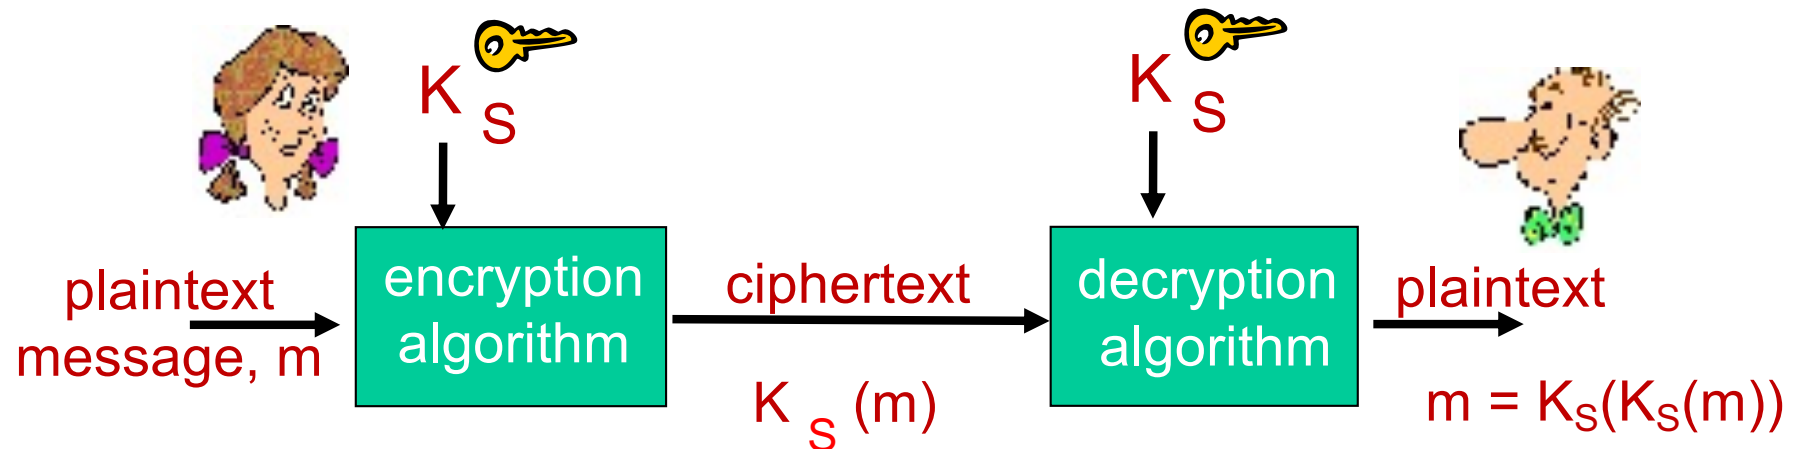 K S
K S
plaintext
message, m
encryption
algorithm
ciphertext
K S (m)
decryption
algorithm
plaintext
m = KS(KS(m))